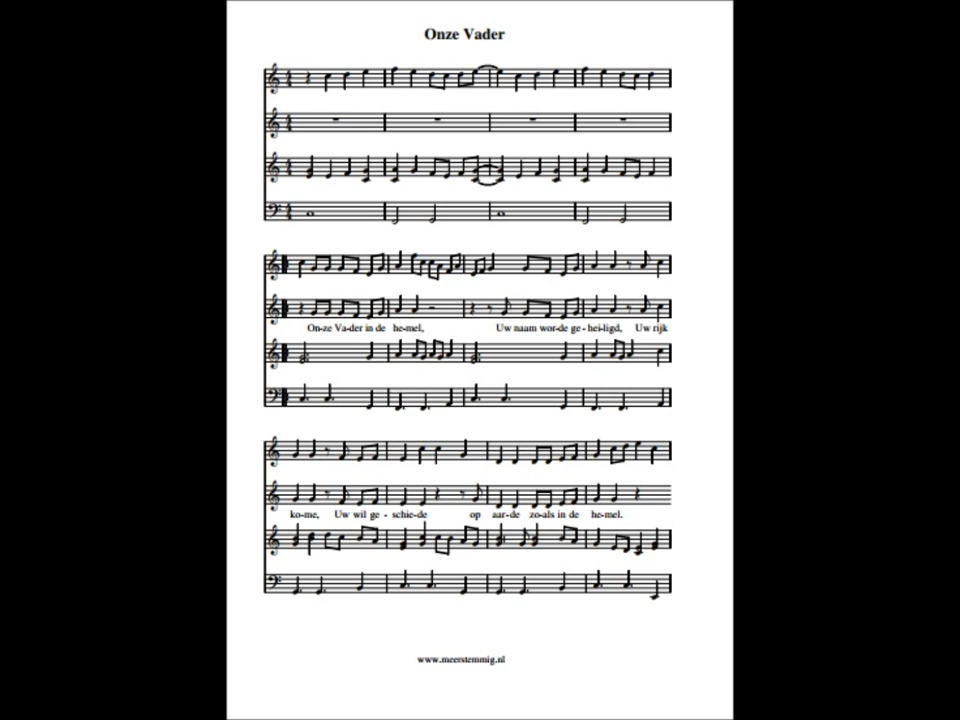 Onze Vader
On-ze Va-der in de he-mel, Uw naam wor-de ge-hei-ligd, Uw rijk
ko-me, Uw wil ge-schie-de op aar-de zo-als in de he-mel.
www.meerstemmig.nl